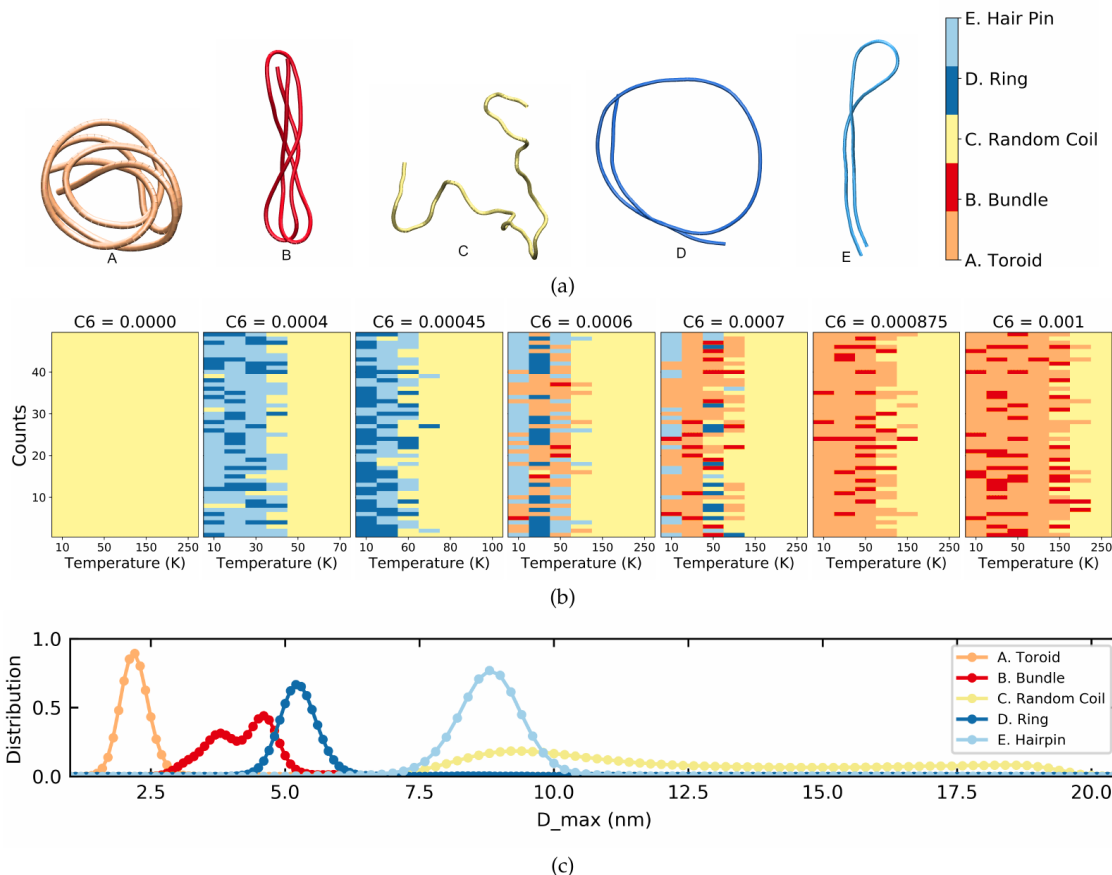 E. Hair Pin
D. Ring
C. Random Coil
B. Bundle
A. Toroid
A
B
C
D
E
(a)
C6 = 0.0000
C6 = 0.0004
C6 = 0.00045
C6 = 0.0006
C6 = 0.0007
C6 = 0.000875
C6 = 0.001
Counts
40
30
20
10
10 50 150 250
10 30 50 70
10 60 80 100
10 50 150 250
10 50 150 250
10 50 150 250
10 50 150 250
Temperature (K)
Temperature (K)
Temperature (K)
Temperature (K)
Temperature (K)
Temperature (K)
Temperature (K)
(b)
Distribution
1.0
0.5
0.0
A. Toroid
B. Bundle
C. Random Coil
D. Ring
E. Hairpin
2.5 5.0 7.5 10.0 12.5 15.0 17.5 20.0
D_max (nm)
(c)